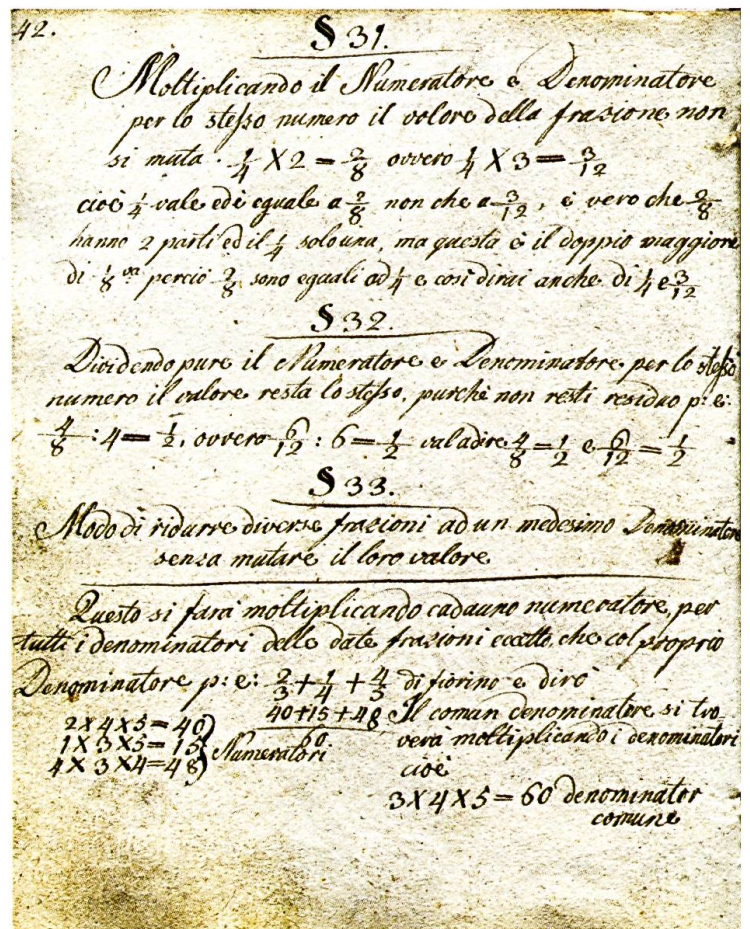 42.
§ 31.
Moltiplicando il Numeratore e Denominatore
per lo stesso numero il valore della frazione non
si muta. 1/4 X 2 = 2/8 ovvero 1/4 X 3 = 3/12
cioè 1/4 vale ed è eguale a 2/8 non che a 3/12, è vero che 2/8
hanno 2 parti ed il 1/4 solo una, ma questa è il doppio maggiore
di 1/8 va perciò 2/8 sono eguali ad 1/4 e così dirai anche di 1/4 e 3/12
§ 32.
Dividendo pure il Numeratore e Denominatore per lo stesso
numero il valore resta lo stesso, purchè non resti residuo p: e:
4/8 : 4 = 1/2, ovvero 6/12 : 6 = 1/2 val a dire 4/8 = 1/2 e 6/12 = 1/2
§ 33.
Modo di ridurre diverse frazioni ad un medesimo Denominatore
senza mutare il loro valore
Questo si farà moltiplicando cadauno numeratore, per
tutti i denominatori delle date frazioni eccetto che col proprio
Denominatore p: e: 2/3 + 1/4 + 4/5 di fiorino e dirò
40 + 15 + 48 / 60
2 X 4 X 5 = 40
1 X 3 X 5 = 15
4 X 3 X 4 = 48
} Numeratori
Il comun denominatore si tro-
verà moltiplicando i denominatori
cioè
3 X 4 X 5 = 60 denominator
comune